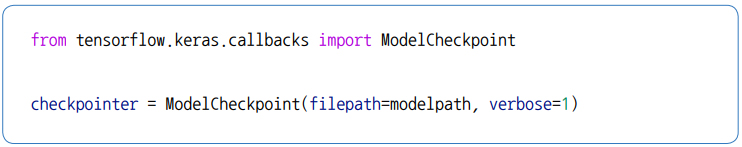 from tensorflow.keras.callbacks import ModelCheckpoint
checkpointer = ModelCheckpoint(filepath=modelpath, verbose=1)